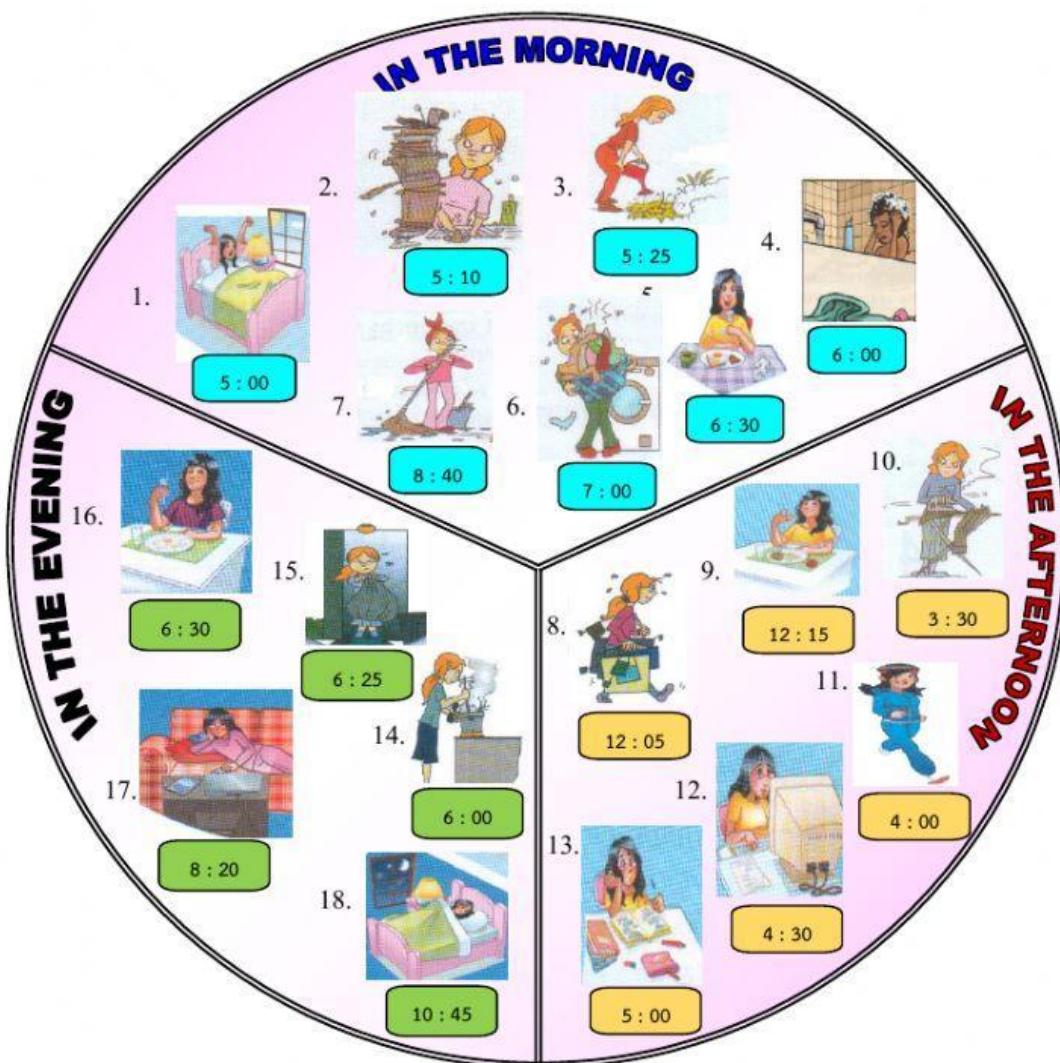 IN THE MORNING
1.
5 : 00
2.
5 : 10
3.
5 : 25
4.
6 : 00
6 : 30
6.
7 : 00
7.
8 : 40
IN THE AFTERNOON
8.
12 : 05
9.
12 : 15
10.
3 : 30
11.
4 : 00
12.
4 : 30
13.
5 : 00
IN THE EVENING
14.
6 : 00
15.
6 : 25
16.
6 : 30
17.
8 : 20
18.
10 : 45